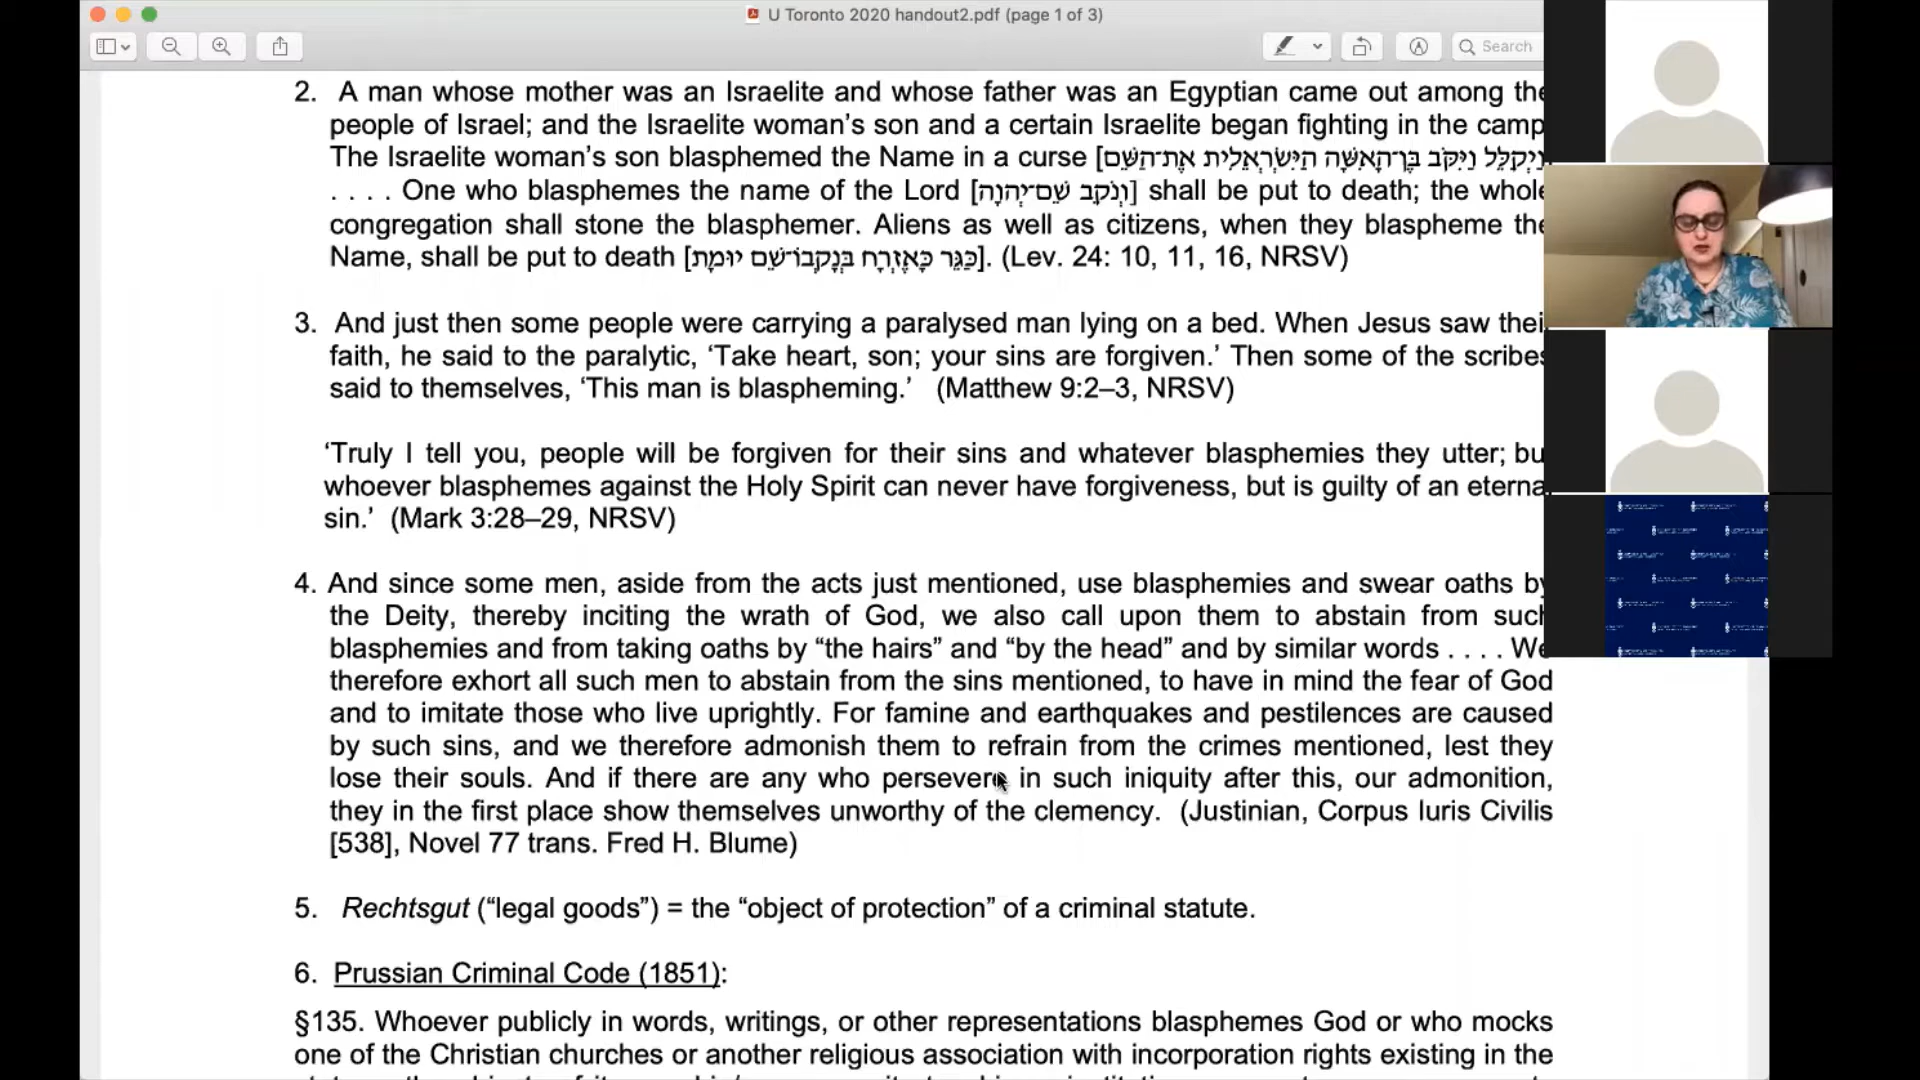 U Toronto 2020 handout2.pdf (page 1 of 3)
Search
2. A man whose mother was an Israelite and whose father was an Egyptian came out among the
people of Israel; and the Israelite woman’s son and a certain Israelite began fighting in the camp
The Israelite woman’s son blasphemed the Name in a curse [וַיִּקֹּב בֶּן־הָאִשָּׁה הַיִּשְׂרְאֵלִית אֶת־הַשֵּׁם וַיְקַלֵּל
. . . . One who blasphemes the name of the Lord [וְנֹקֵב שֵׁם־יְהוָה] shall be put to death; the whole
congregation shall stone the blasphemer. Aliens as well as citizens, when they blaspheme the
Name, shall be put to death [כַּגֵּר כָּאֶזְרָח בְּנָקְבוֹ־שֵׁם יוּמָת]. (Lev. 24: 10, 11, 16, NRSV)
3. And just then some people were carrying a paralysed man lying on a bed. When Jesus saw thei
faith, he said to the paralytic, ‘Take heart, son; your sins are forgiven.’ Then some of the scribes
said to themselves, ‘This man is blaspheming.’ (Matthew 9:2–3, NRSV)
‘Truly I tell you, people will be forgiven for their sins and whatever blasphemies they utter; bu
whoever blasphemes against the Holy Spirit can never have forgiveness, but is guilty of an eterna
sin.’ (Mark 3:28–29, NRSV)
4. And since some men, aside from the acts just mentioned, use blasphemies and swear oaths by
the Deity, thereby inciting the wrath of God, we also call upon them to abstain from such
blasphemies and from taking oaths by “the hairs” and “by the head” and by similar words . . . . We
therefore exhort all such men to abstain from the sins mentioned, to have in mind the fear of God
and to imitate those who live uprightly. For famine and earthquakes and pestilences are caused
by such sins, and we therefore admonish them to refrain from the crimes mentioned, lest they
lose their souls. And if there are any who persevere in such iniquity after this, our admonition,
they in the first place show themselves unworthy of the clemency. (Justinian, Corpus Iuris Civilis
[538], Novel 77 trans. Fred H. Blume)
5. Rechtsgut (“legal goods”) = the “object of protection” of a criminal statute.
6. Prussian Criminal Code (1851):
§135. Whoever publicly in words, writings, or other representations blasphemes God or who mocks
one of the Christian churches or another religious association with incorporation rights existing in the